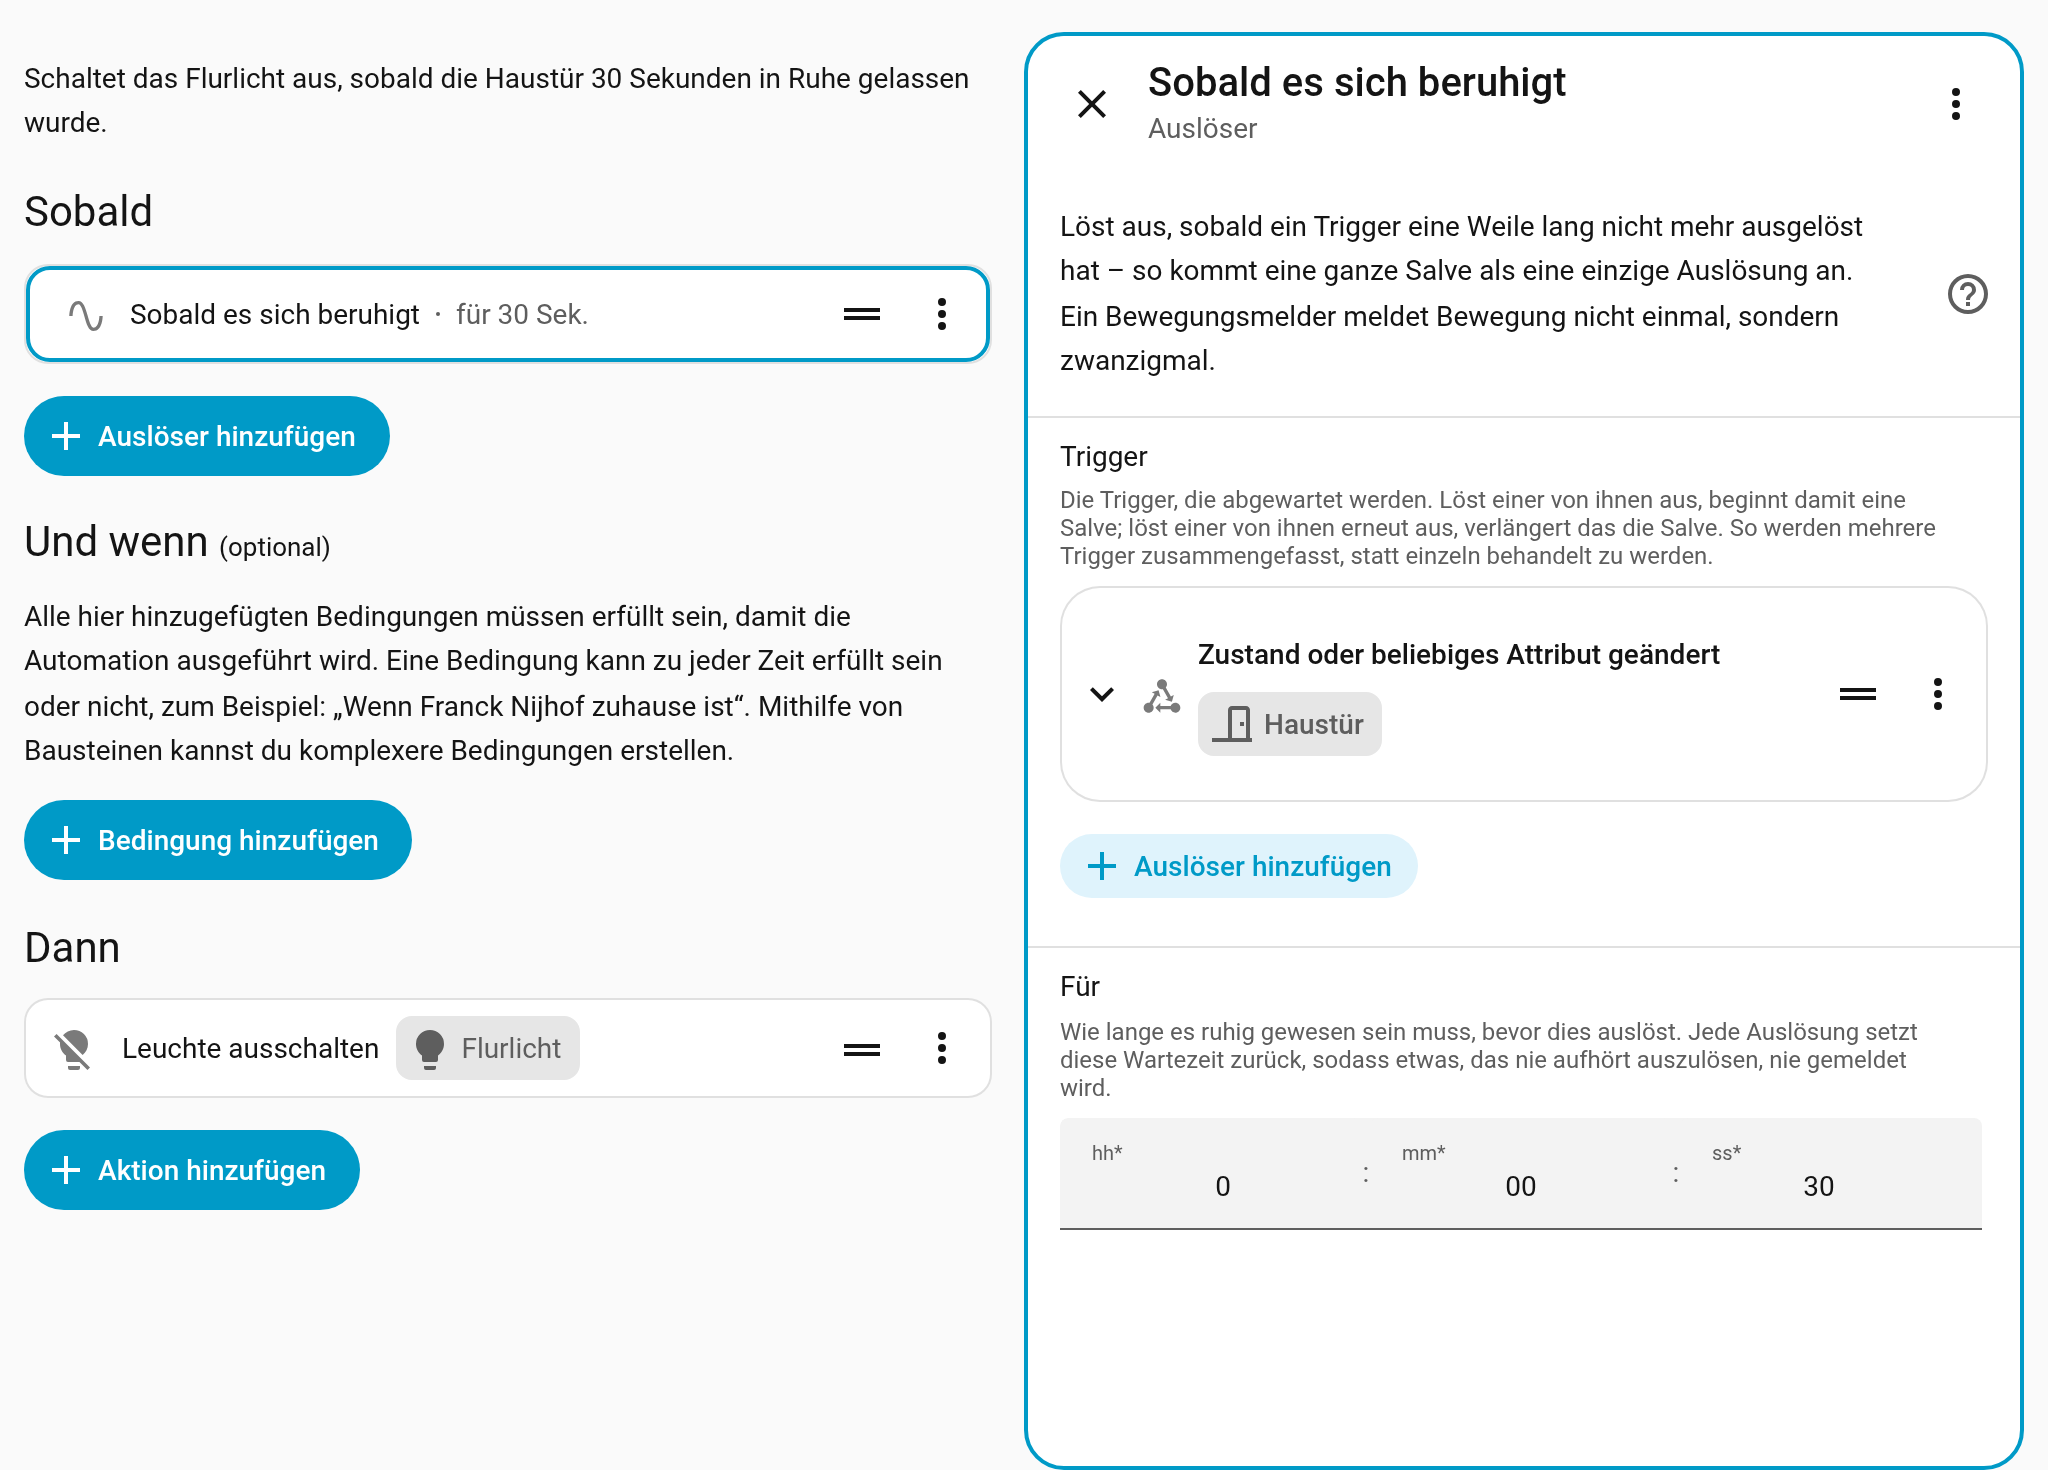 Schaltet das Flurlicht aus, sobald die Haustür 30 Sekunden in Ruhe gelassen
wurde.
Sobald
Sobald es sich beruhigt · für 30 Sek.
Auslöser hinzufügen
Und wenn (optional)
Alle hier hinzugefügten Bedingungen müssen erfüllt sein, damit die
Automation ausgeführt wird. Eine Bedingung kann zu jeder Zeit erfüllt sein
oder nicht, zum Beispiel: „Wenn Franck Nijhof zuhause ist“. Mithilfe von
Bausteinen kannst du komplexere Bedingungen erstellen.
Bedingung hinzufügen
Dann
Leuchte ausschalten Flurlicht
Aktion hinzufügen
Sobald es sich beruhigt
Auslöser
Löst aus, sobald ein Trigger eine Weile lang nicht mehr ausgelöst
hat – so kommt eine ganze Salve als eine einzige Auslösung an.
Ein Bewegungsmelder meldet Bewegung nicht einmal, sondern
zwanzigmal.
Trigger
Die Trigger, die abgewartet werden. Löst einer von ihnen aus, beginnt damit eine
Salve; löst einer von ihnen erneut aus, verlängert das die Salve. So werden mehrere
Trigger zusammengefasst, statt einzeln behandelt zu werden.
Zustand oder beliebiges Attribut geändert
Haustür
Auslöser hinzufügen
Für
Wie lange es ruhig gewesen sein muss, bevor dies auslöst. Jede Auslösung setzt
diese Wartezeit zurück, sodass etwas, das nie aufhört auszulösen, nie gemeldet
wird.
hh* mm* ss*
0 : 00 : 30